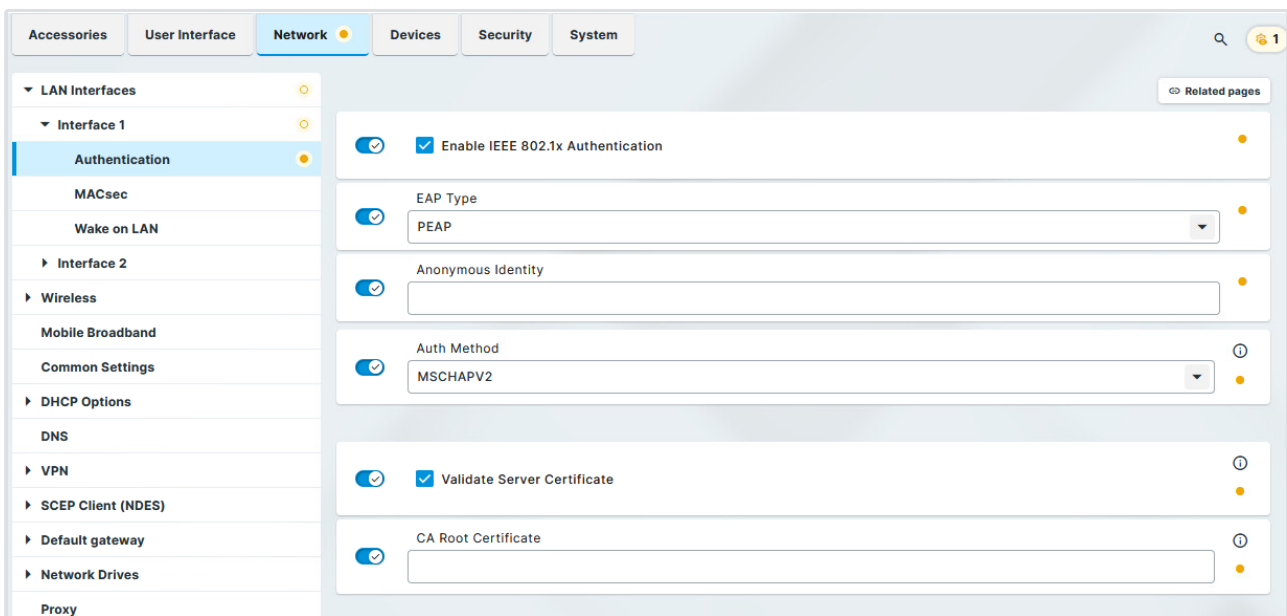 Accessories User Interface Network Devices Security System
1
LAN Interfaces
Interface 1
Authentication
MACsec
Wake on LAN
Interface 2
Wireless
Mobile Broadband
Common Settings
DHCP Options
DNS
VPN
SCEP Client (NDES)
Default gateway
Network Drives
Proxy
Related pages
Enable IEEE 802.1x Authentication
EAP Type
PEAP
Anonymous Identity
Auth Method
MSCHAPV2
Validate Server Certificate
CA Root Certificate